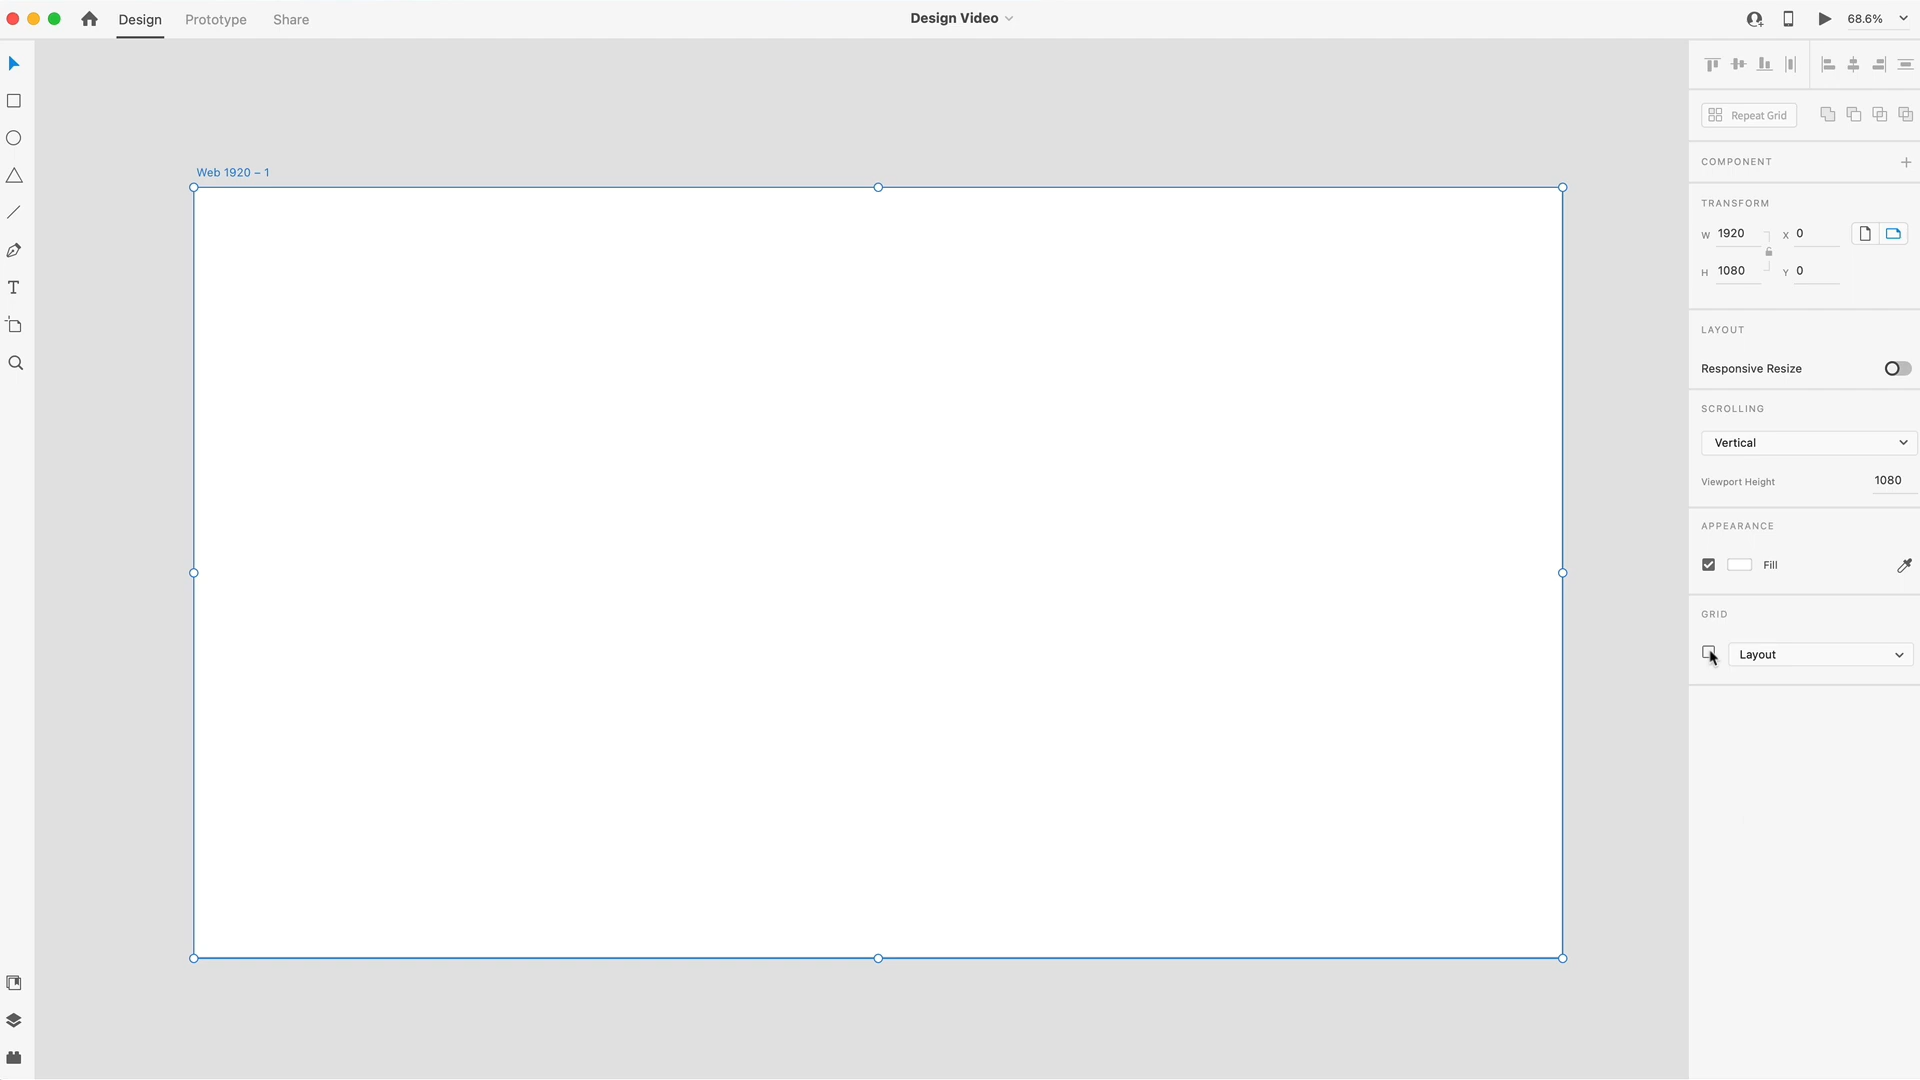 Design Prototype Share Design Video 68.6%
Repeat Grid
COMPONENT
Web 1920 – 1
TRANSFORM
W 1920 X 0
H 1080 Y 0
LAYOUT
Responsive Resize
SCROLLING
Vertical
Viewport Height 1080
APPEARANCE
Fill
GRID
Layout